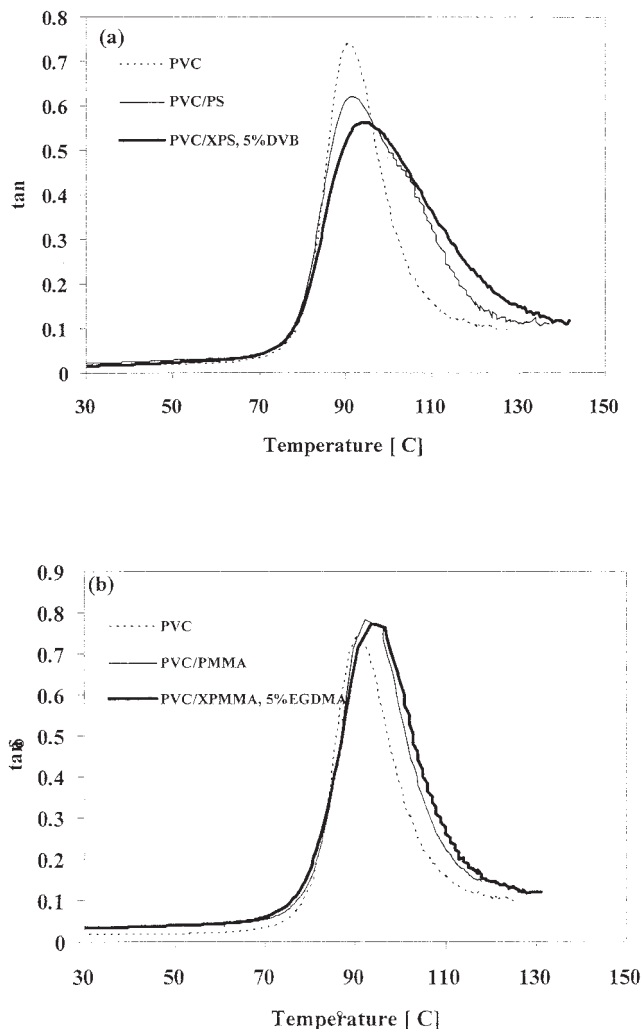 (a)
PVC
PVC/PS
PVC/XPS, 5%DVB
tan
0.8
0.7
0.6
0.5
0.4
0.3
0.2
0.1
0
30 50 70 90 110 130 150
Temperature [ C]
(b)
PVC
PVC/PMMA
PVC/XPMMA, 5%EGDMA
tanδ
0.9
0.8
0.7
0.6
0.5
0.4
0.3
0.2
0.1
0
30 50 70 90 110 130 150
Temperature [ C]